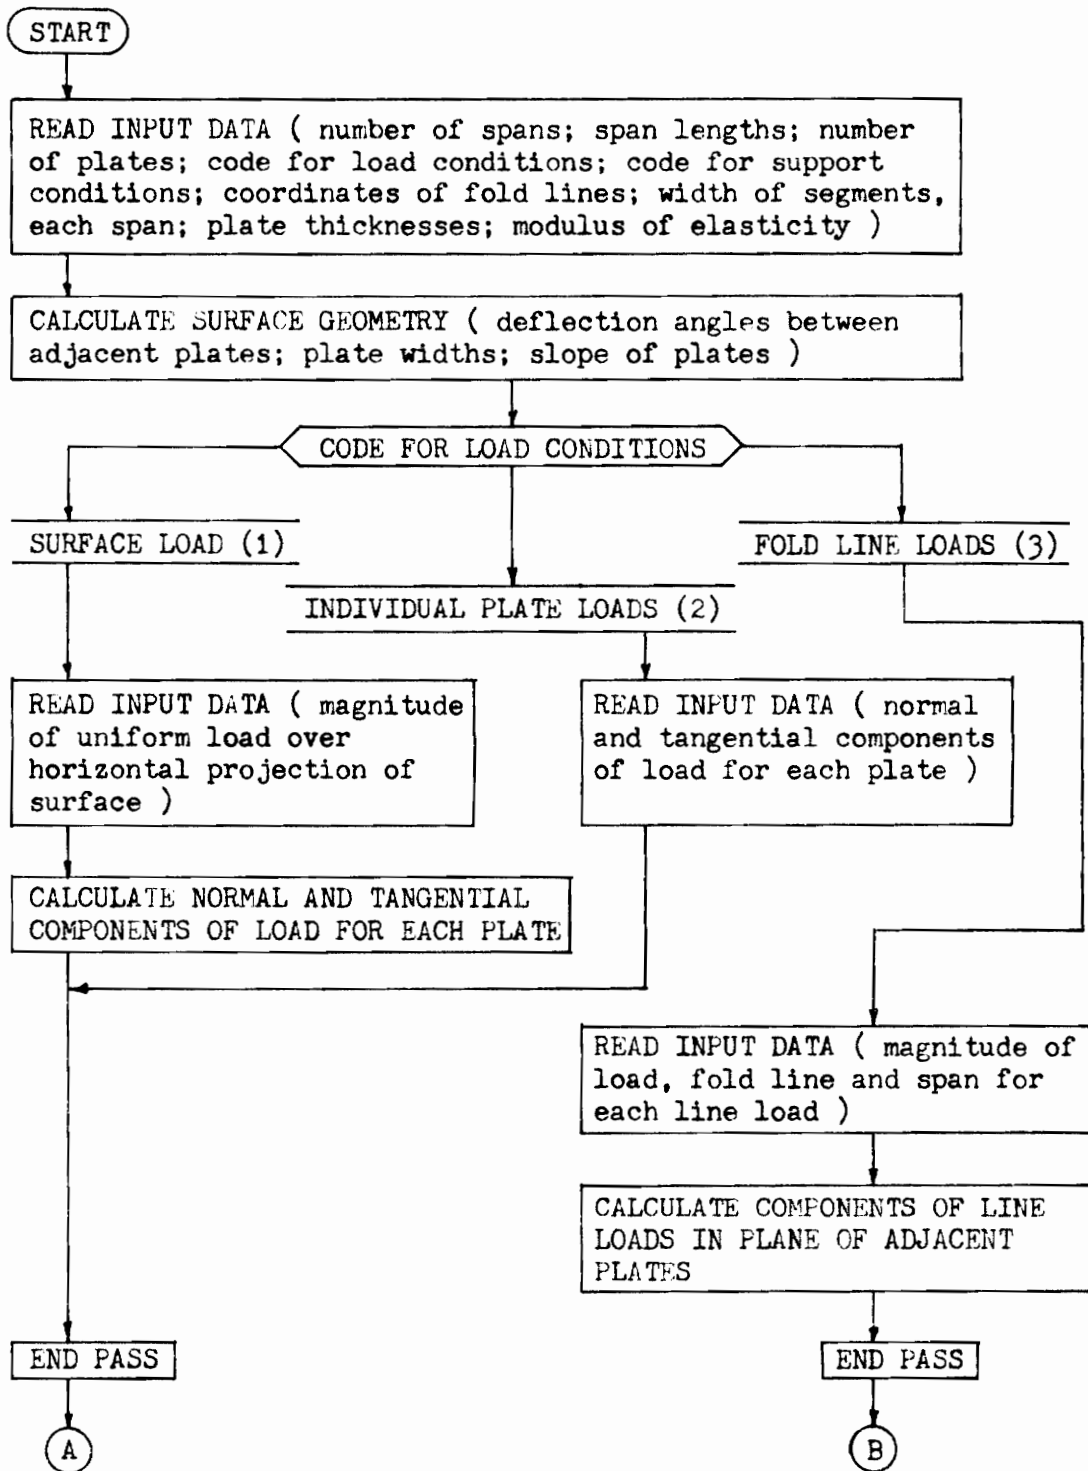 START
READ INPUT DATA ( number of spans; span lengths; number
of plates; code for load conditions; code for support
conditions; coordinates of fold lines; width of segments,
each span; plate thicknesses; modulus of elasticity )
CALCULATE SURFACE GEOMETRY ( deflection angles between
adjacent plates; plate widths; slope of plates )
CODE FOR LOAD CONDITIONS
SURFACE LOAD (1)
FOLD LINE LOADS (3)
INDIVIDUAL PLATE LOADS (2)
READ INPUT DATA ( magnitude
of uniform load over
horizontal projection of
surface )
READ INPUT DATA ( normal
and tangential components
of load for each plate )
CALCULATE NORMAL AND TANGENTIAL
COMPONENTS OF LOAD FOR EACH PLATE
READ INPUT DATA ( magnitude of
load, fold line and span for
each line load )
CALCULATE COMPONENTS OF LINE
LOADS IN PLANE OF ADJACENT
PLATES
END PASS
END PASS
A
B